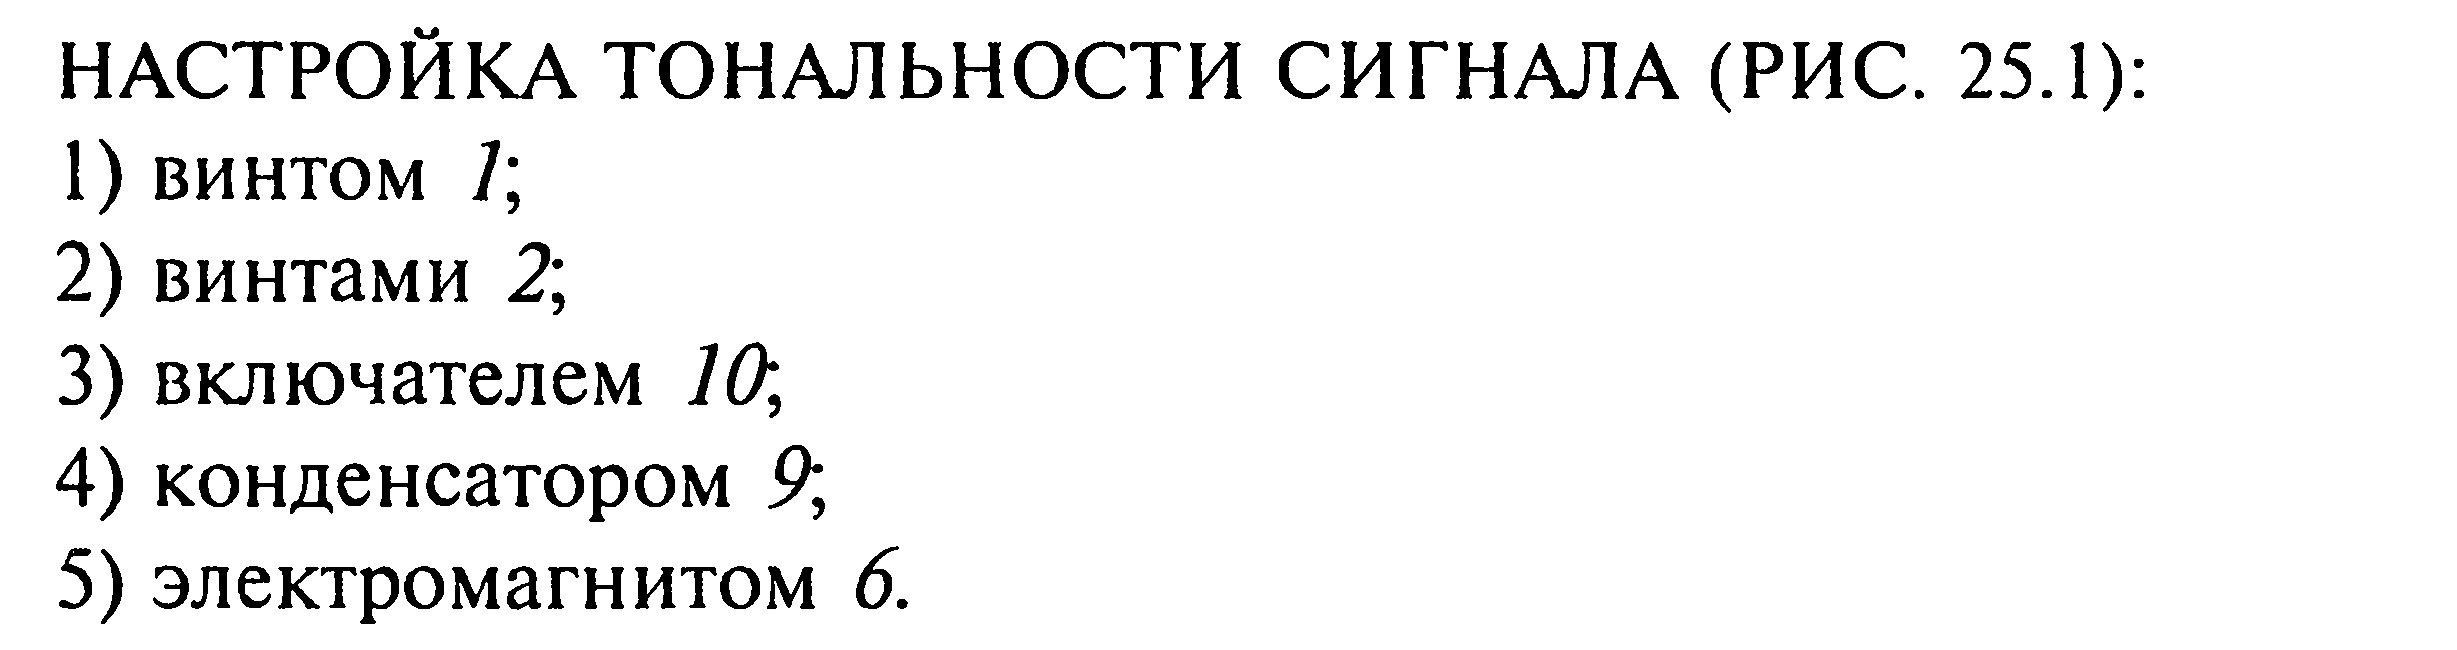 НАСТРОЙКА ТОНАЛЬНОСТИ СИГНАЛА (РИС. 25.1):
1) винтом 1;
2) винтами 2;
3) включателем 10;
4) конденсатором 9;
5) электромагнитом 6.